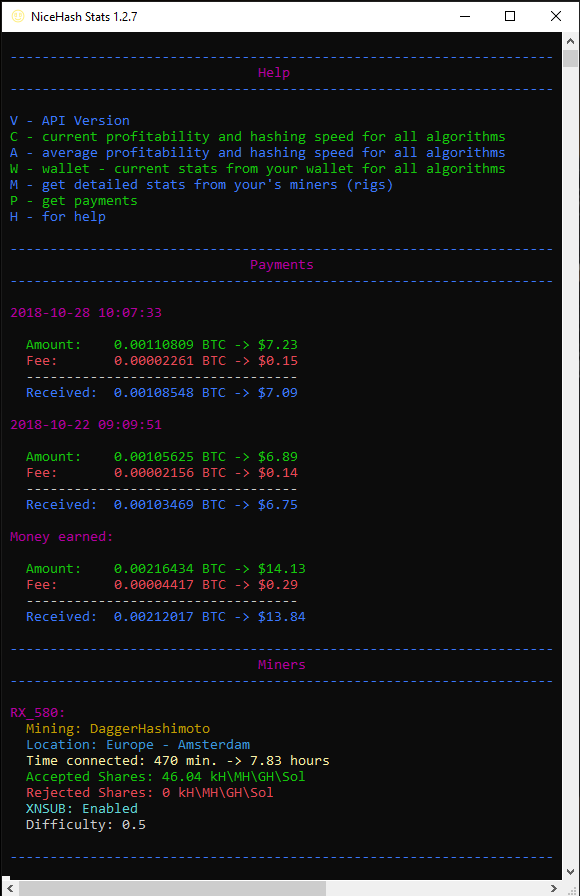 NiceHash Stats 1.2.7
--------------------------------------------------------------------
Help
--------------------------------------------------------------------
V - API Version
C - current profitability and hashing speed for all algorithms
A - average profitability and hashing speed for all algorithms
W - wallet - current stats from your wallet for all algorithms
M - get detailed stats from your's miners (rigs)
P - get payments
H - for help
--------------------------------------------------------------------
Payments
--------------------------------------------------------------------
2018-10-28 10:07:33
Amount: 0.00110809 BTC -> $7.23
Fee: 0.00002261 BTC -> $0.15
----------------------------------
Received: 0.00108548 BTC -> $7.09
2018-10-22 09:09:51
Amount: 0.00105625 BTC -> $6.89
Fee: 0.00002156 BTC -> $0.14
----------------------------------
Received: 0.00103469 BTC -> $6.75
Money earned:
Amount: 0.00216434 BTC -> $14.13
Fee: 0.00004417 BTC -> $0.29
----------------------------------
Received: 0.00212017 BTC -> $13.84
--------------------------------------------------------------------
Miners
--------------------------------------------------------------------
RX_580:
Mining: DaggerHashimoto
Location: Europe - Amsterdam
Time connected: 470 min. -> 7.83 hours
Accepted Shares: 46.04 kH\MH\GH\Sol
Rejected Shares: 0 kH\MH\GH\Sol
XNSUB: Enabled
Difficulty: 0.5
--------------------------------------------------------------------